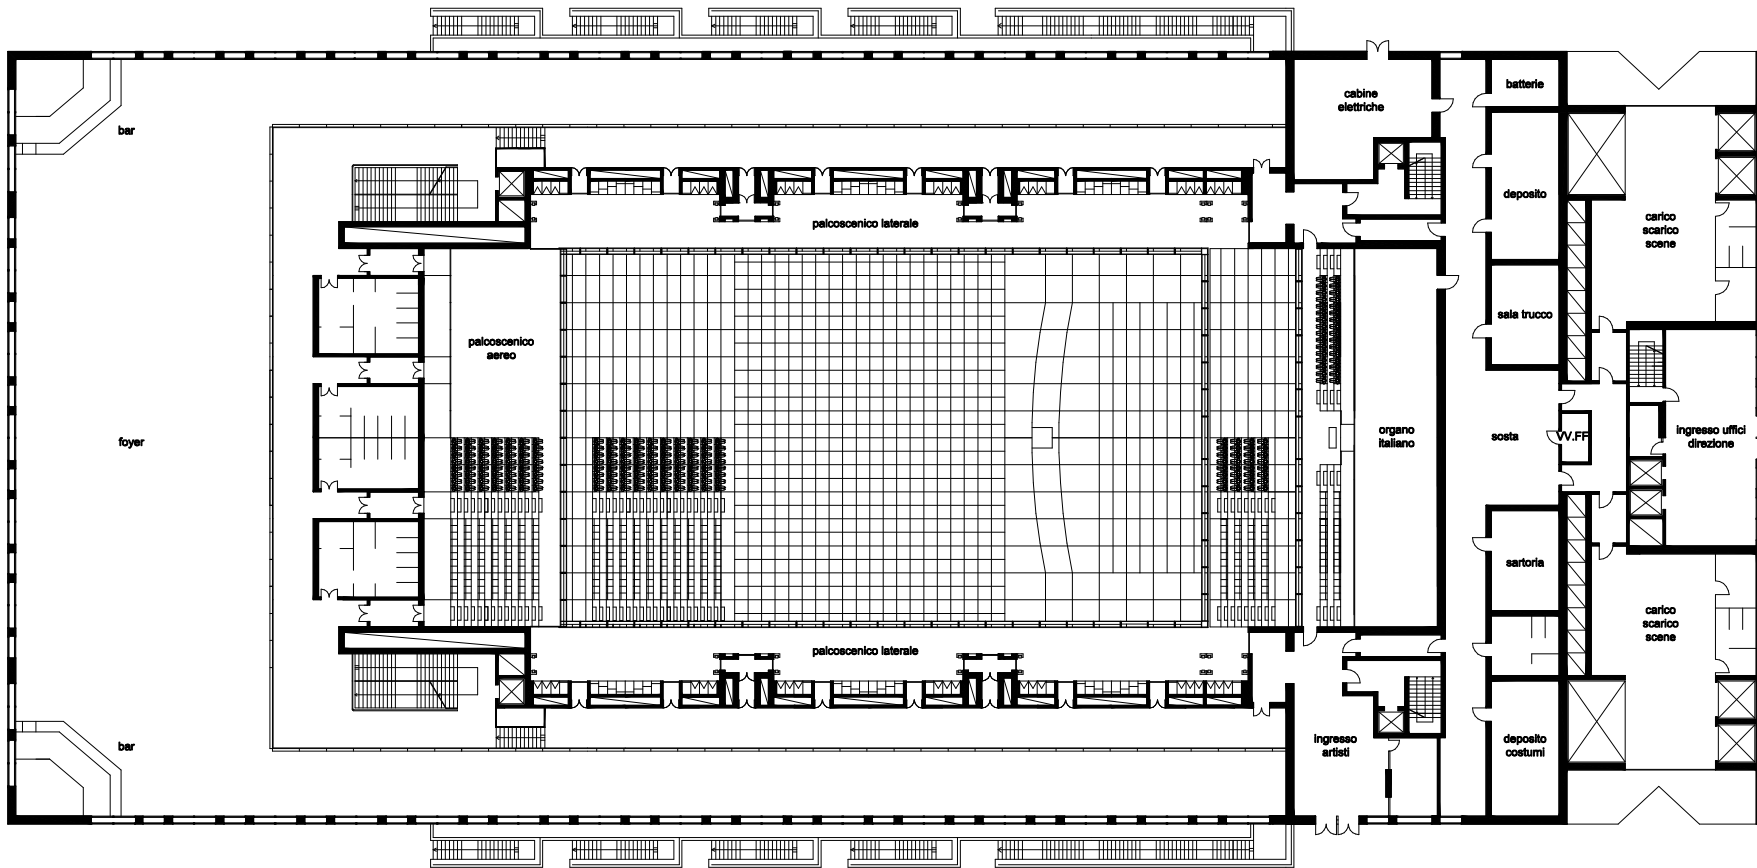 cabine
elettriche
batterie
bar
deposito
carico
scarico
scene
palcoscenico laterale
sala trucco
palcoscenico
aereo
organo
italiano
foyer
sosta
VV.FF
ingresso uffici
direzione
sartoria
carico
scarico
scene
palcoscenico laterale
bar
ingresso
artisti
deposito
costumi